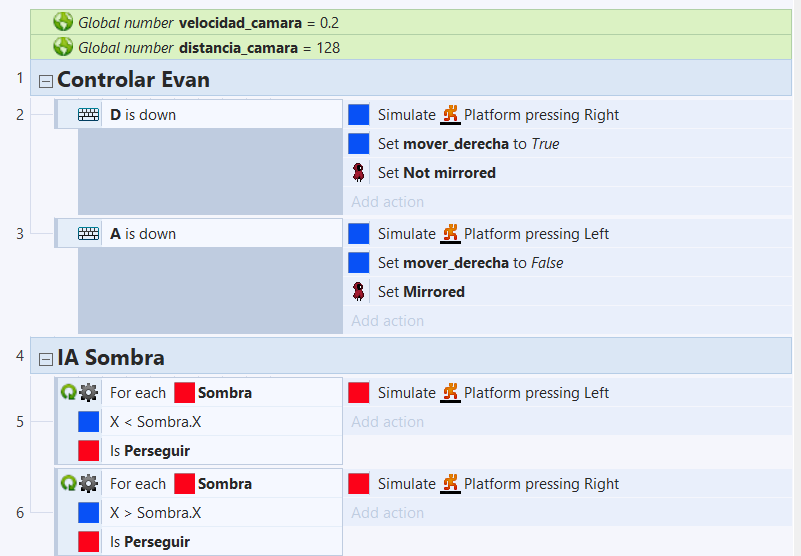 Global number velocidad_camara = 0.2
Global number distancia_camara = 128
1 Controlar Evan
2 D is down Simulate Platform pressing Right
Set mover_derecha to True
Set Not mirrored
Add action
3 A is down Simulate Platform pressing Left
Set mover_derecha to False
Set Mirrored
Add action
4 IA Sombra
For each Sombra Simulate Platform pressing Left
5 X < Sombra.X Add action
Is Perseguir
For each Sombra Simulate Platform pressing Right
6 X > Sombra.X Add action
Is Perseguir